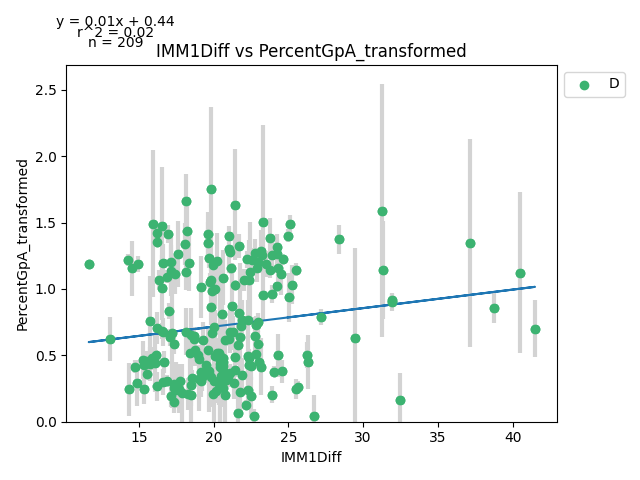 y = 0.01x + 0.44
r^2 = 0.02
n = 209
IMM1Diff vs PercentGpA_transformed
D
PercentGpA_transformed
2.5
2.0
1.5
1.0
0.5
0.0
15 20 25 30 35 40
IMM1Diff